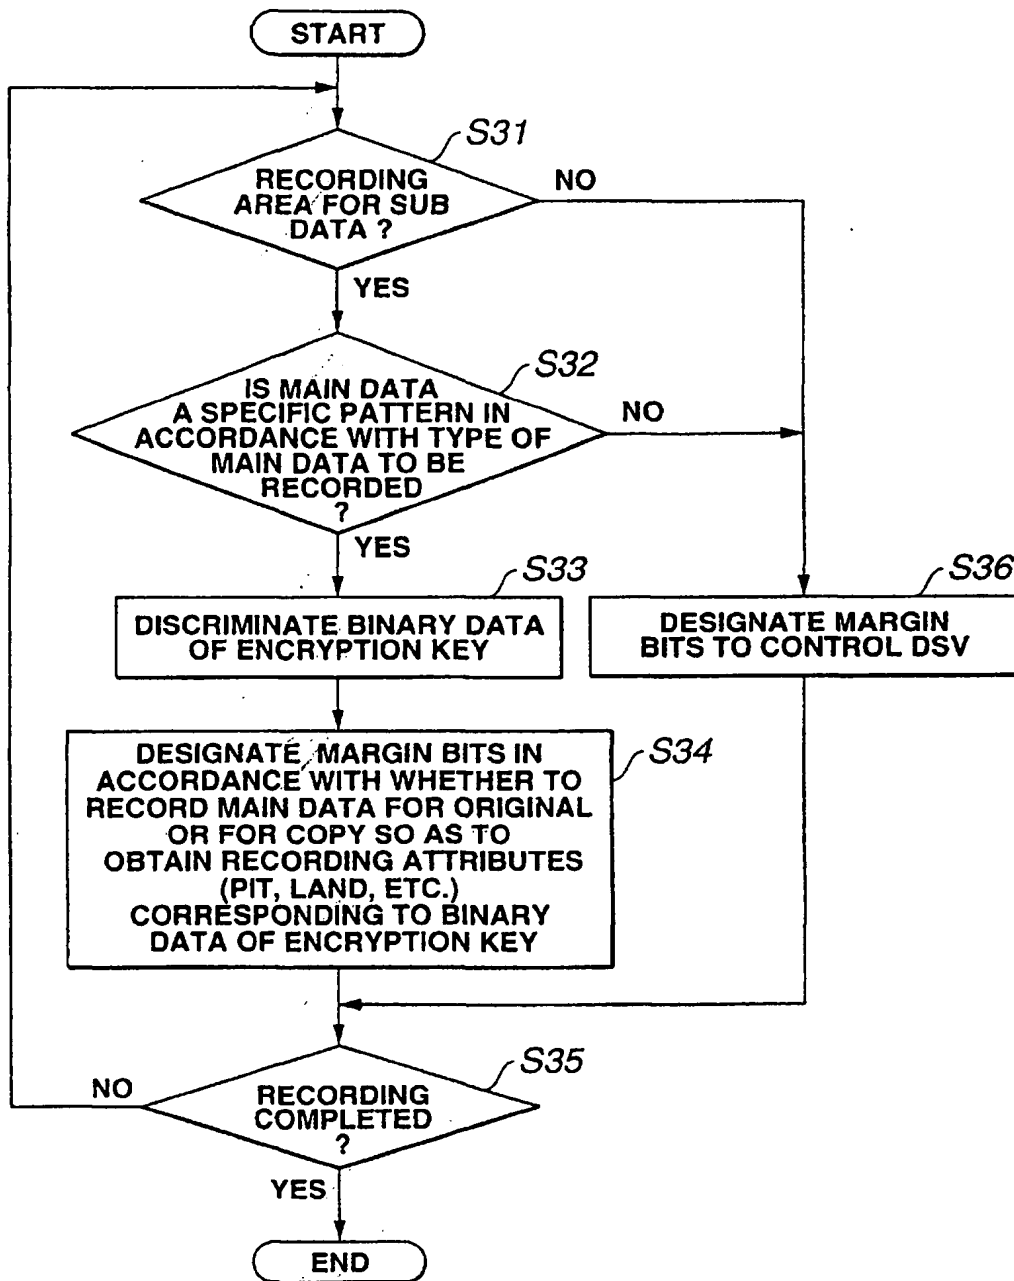 START
S31
RECORDING
AREA FOR SUB
DATA ?
NO
YES
S32
IS MAIN DATA
A SPECIFIC PATTERN IN
ACCORDANCE WITH TYPE OF
MAIN DATA TO BE
RECORDED
?
NO
YES
S33
DISCRIMINATE BINARY DATA
OF ENCRYPTION KEY
S36
DESIGNATE MARGIN
BITS TO CONTROL DSV
S34
DESIGNATE MARGIN BITS IN
ACCORDANCE WITH WHETHER TO
RECORD MAIN DATA FOR ORIGINAL
OR FOR COPY SO AS TO
OBTAIN RECORDING ATTRIBUTES
(PIT, LAND, ETC.)
CORRESPONDING TO BINARY
DATA OF ENCRYPTION KEY
S35
NO
RECORDING
COMPLETED
?
YES
END